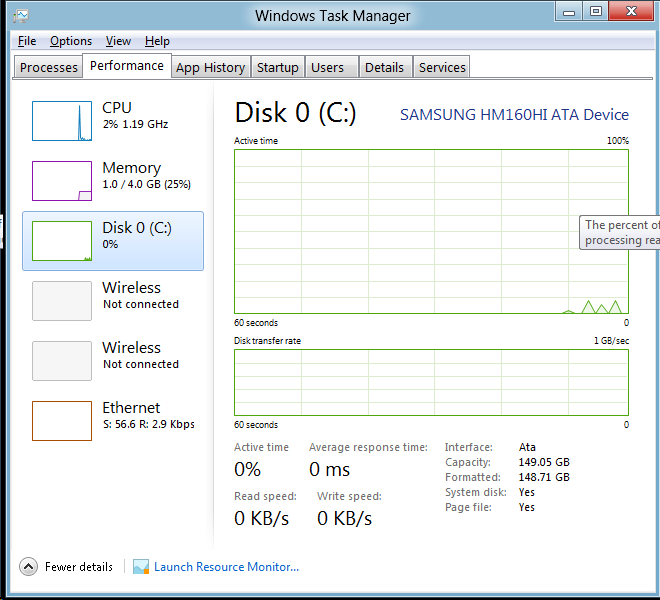 Windows Task Manager
File Options View Help
Processes Performance App History Startup Users Details Services
CPU
2% 1.19 GHz
Memory
1.0 / 4.0 GB (25%)
Disk 0 (C:)
0%
Wireless
Not connected
Wireless
Not connected
Ethernet
S: 56.6 R: 2.9 Kbps
Disk 0 (C:) SAMSUNG HM160HI ATA Device
Active time 100%
The percent of
processing rea
60 seconds 0
Disk transfer rate 1 GB/sec
60 seconds 0
Active time Average response time:
0% 0 ms
Read speed: Write speed:
0 KB/s 0 KB/s
Interface: Ata
Capacity: 149.05 GB
Formatted: 148.71 GB
System disk: Yes
Page file: Yes
Fewer details Launch Resource Monitor...